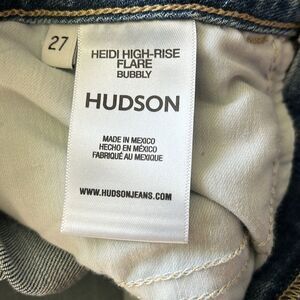 27
HEIDI HIGH-RISE
FLARE
BUBBLY
HUDSON
MADE IN MEXICO
HECHO EN MÉXICO
FABRIQUÉ AU MEXIQUE
WWW.HUDSONJEANS.COM